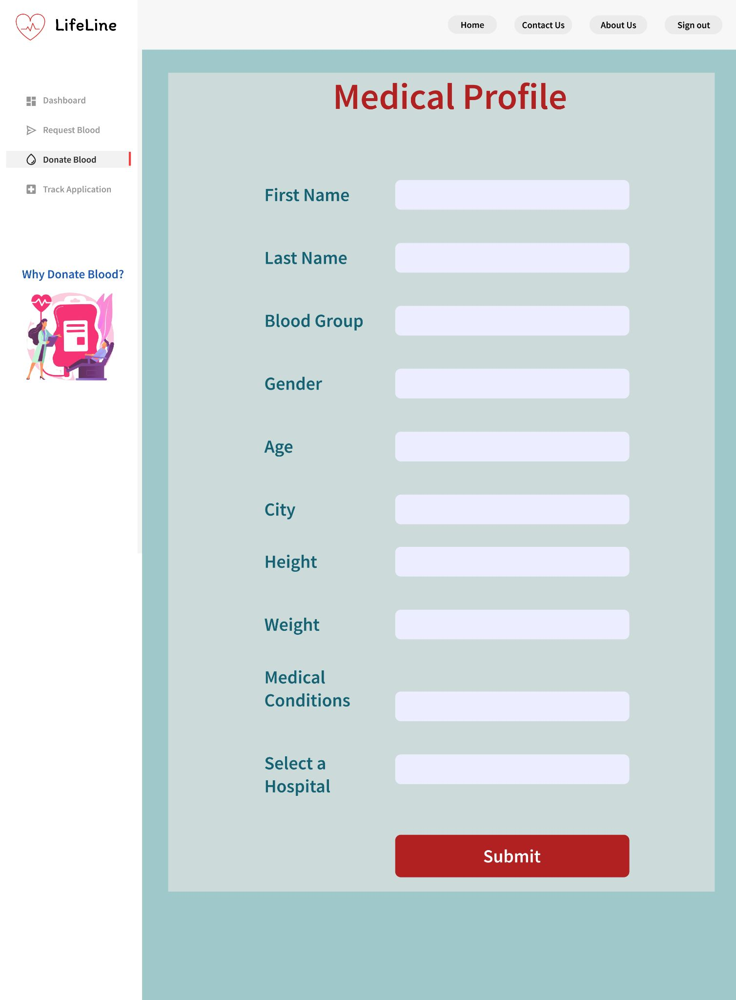 LifeLine
Home
Contact Us
About Us
Sign out
Dashboard
Request Blood
Donate Blood
Track Application
Why Donate Blood?
Medical Profile
First Name
Last Name
Blood Group
Gender
Age
City
Height
Weight
Medical
Conditions
Select a
Hospital
Submit